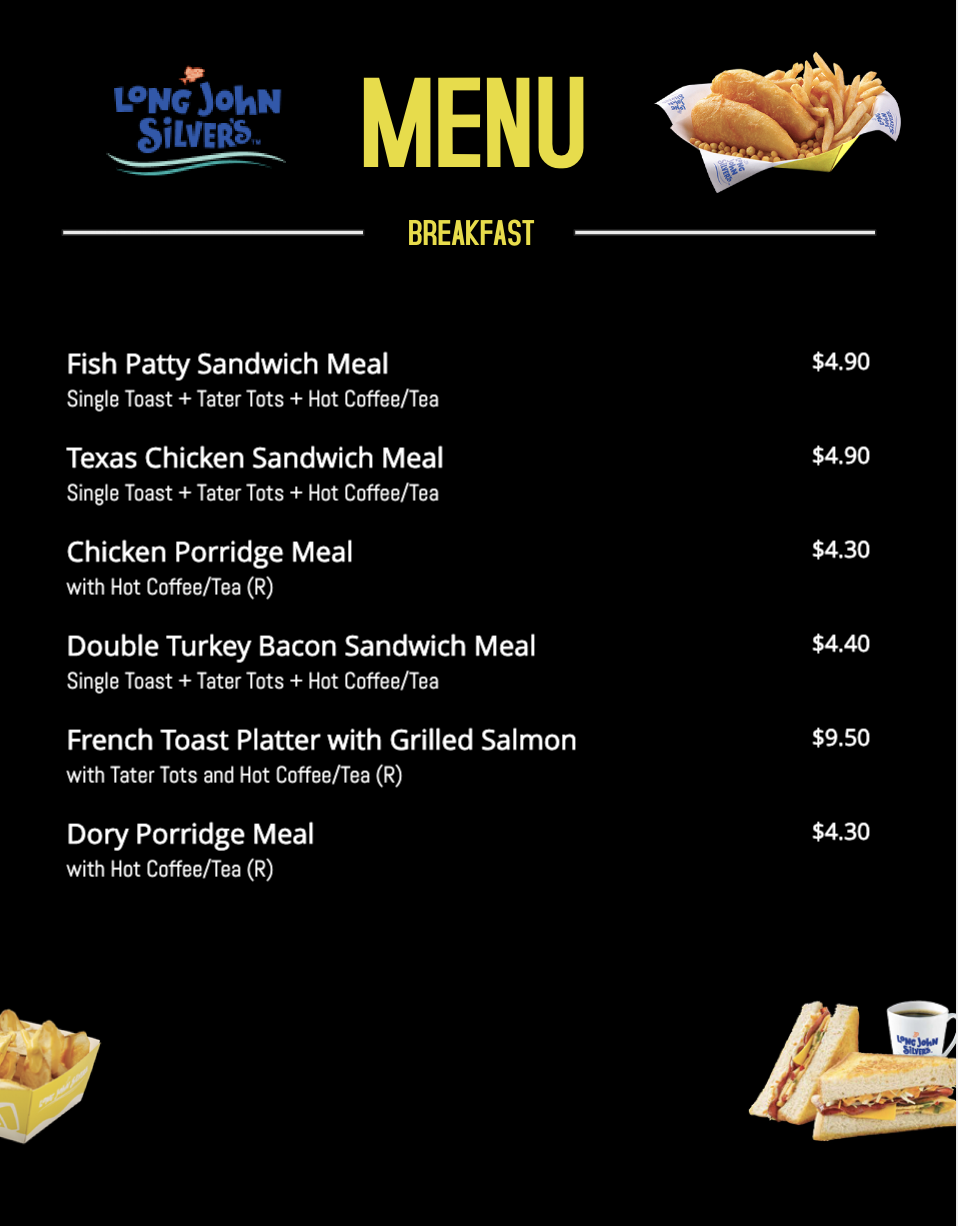 LONG JOHN
SILVER'S™
MENU
BREAKFAST
Fish Patty Sandwich Meal $4.90
Single Toast + Tater Tots + Hot Coffee/Tea
Texas Chicken Sandwich Meal $4.90
Single Toast + Tater Tots + Hot Coffee/Tea
Chicken Porridge Meal $4.30
with Hot Coffee/Tea (R)
Double Turkey Bacon Sandwich Meal $4.40
Single Toast + Tater Tots + Hot Coffee/Tea
French Toast Platter with Grilled Salmon $9.50
with Tater Tots and Hot Coffee/Tea (R)
Dory Porridge Meal $4.30
with Hot Coffee/Tea (R)
LONG JOHN
SILVER'S